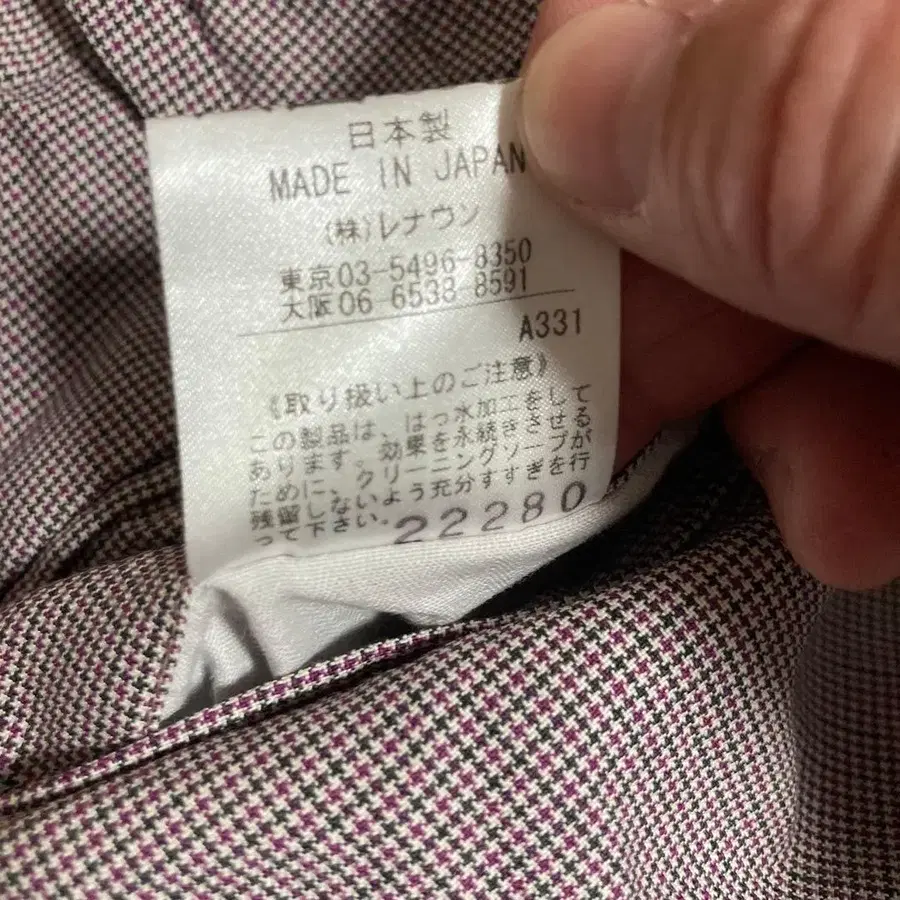 日本製
MADE IN JAPAN
(株)レナウン
東京03-5496-8350
大阪06 6538 8591
A331
《取り扱い上のご注意》
この製品は、はっ水加工をして
あります。効果を永続きさせる
ために、クリーニングソープが
残留しないよう充分すすぎを行
って下さい。
22280